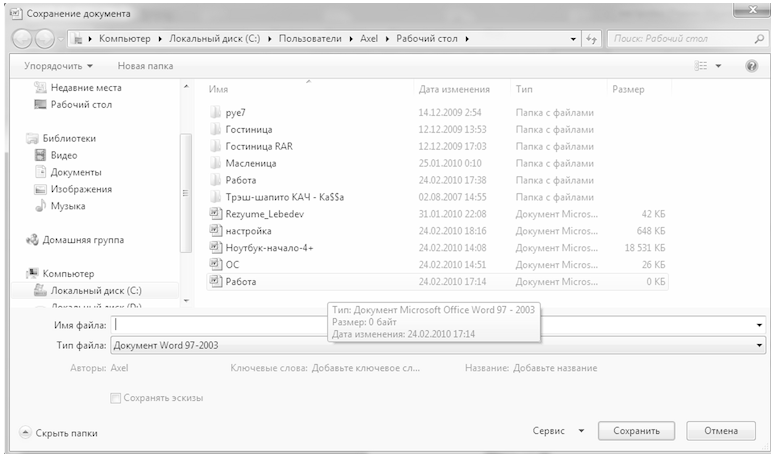 Сохранение документа
Компьютер Локальный диск (C:) Пользователи Axel Рабочий стол Поиск: Рабочий стол
Упорядочить Новая папка
Недавние места
Рабочий стол
Библиотеки
Видео
Документы
Изображения
Музыка
Домашняя группа
Компьютер
Локальный диск (C:)
Локальный диск (D:)
Имя Дата изменения Тип Размер
pye7 14.12.2009 2:54 Папка с файлами
Гостиница 12.12.2009 13:53 Папка с файлами
Гостиница RAR 12.12.2009 17:03 Папка с файлами
Масленица 25.01.2010 0:10 Папка с файлами
Работа 24.02.2010 17:38 Папка с файлами
Трэш-шапито КАЧ - Ка$$а 02.08.2007 14:55 Папка с файлами
Rezyume_Lebedev 31.01.2010 22:08 Документ Micros... 42 КБ
настройка 24.02.2010 18:16 Документ Micros... 648 КБ
Ноутбук-начало-4+ 24.02.2010 14:08 Документ Micros... 18 531 КБ
ОС 24.02.2010 14:51 Документ Micros... 26 КБ
Работа 24.02.2010 17:14 Документ Micros... 0 КБ
Тип: Документ Microsoft Office Word 97 - 2003
Размер: 0 байт
Дата изменения: 24.02.2010 17:14
Имя файла:
Тип файла: Документ Word 97-2003
Авторы: Axel Ключевые слова: Добавьте ключевое сл... Название: Добавьте название
Сохранять эскизы
Скрыть папки Сервис Сохранить Отмена